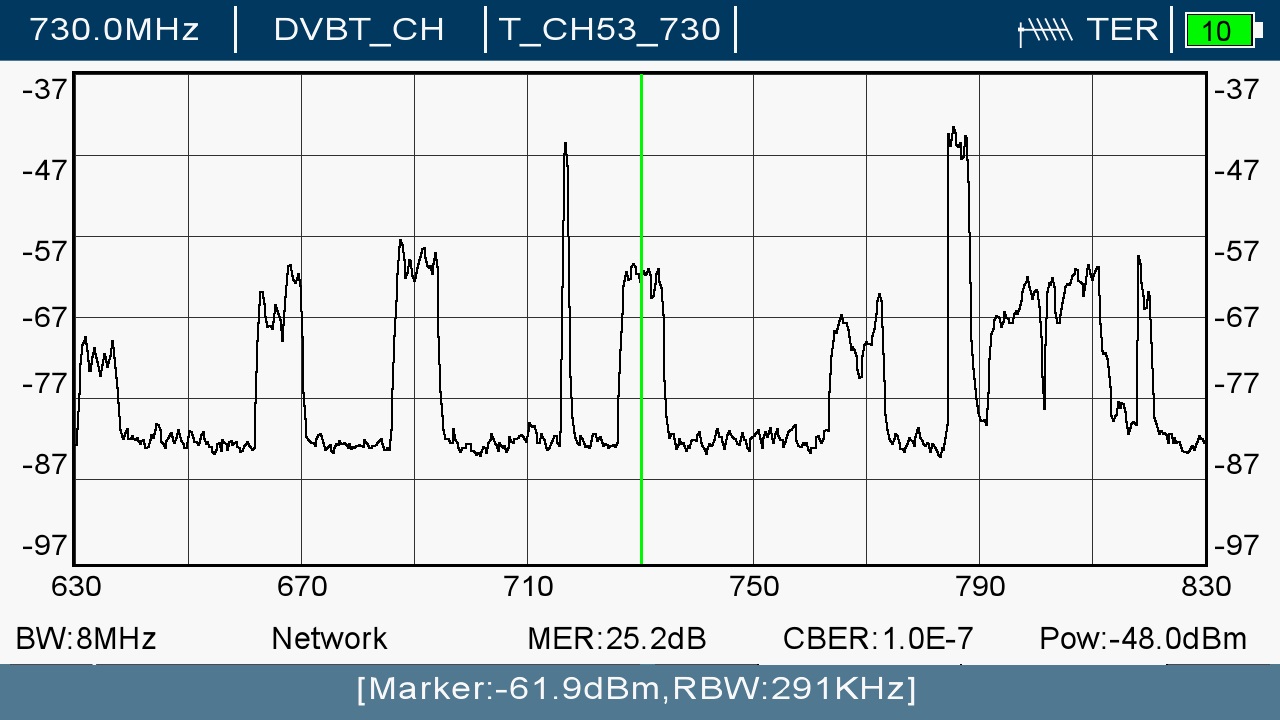 730.0MHz DVBT_CH T_CH53_730 TER 10
-37 -37
-47 -47
-57 -57
-67 -67
-77 -77
-87 -87
-97 -97
630 670 710 750 790 830
BW:8MHz Network MER:25.2dB CBER:1.0E-7 Pow:-48.0dBm
[Marker:-61.9dBm,RBW:291KHz]